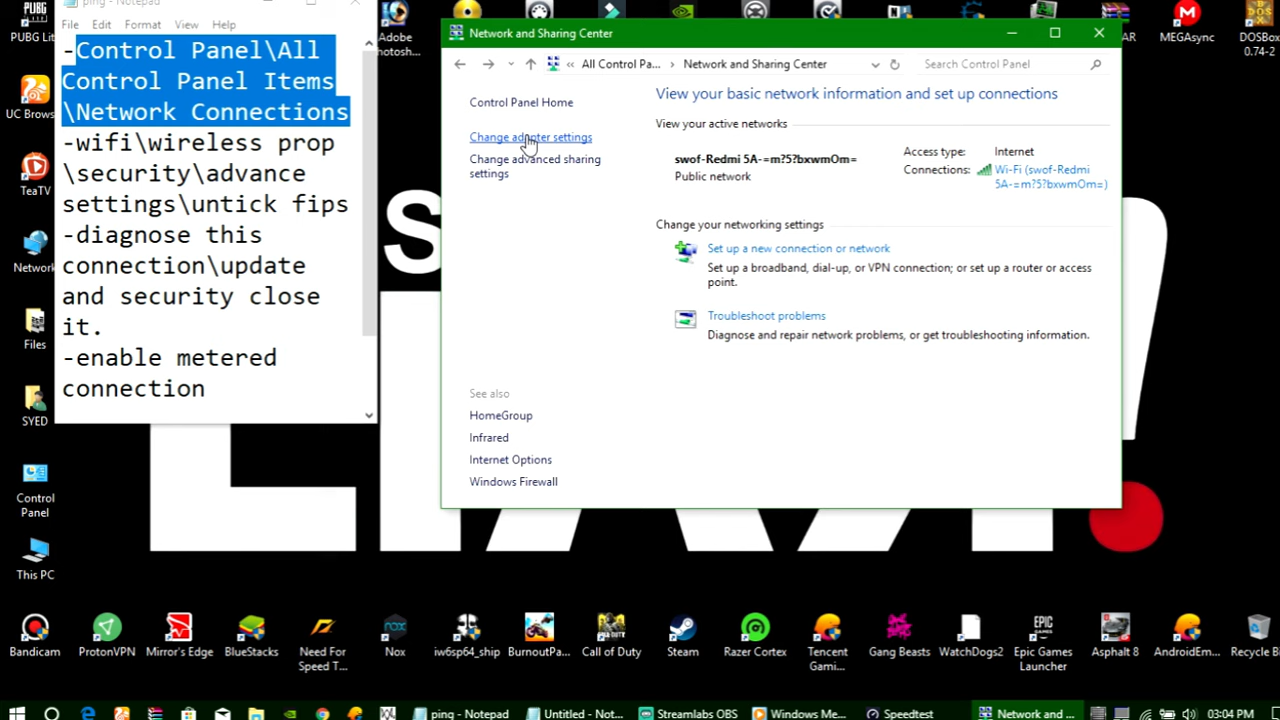 PUBG Lit
UC Brows
TeaTV
Network
Files
SYED
Control
Panel
This PC
ping - Notepad
File Edit Format View Help
-Control Panel\All
Control Panel Items
\Network Connections
-wifi\wireless prop
\security\advance
settings\untick fips
-diagnose this
connection\update
and security close
it.
-enable metered
connection
Adobe
hotosh...
MEGAsync
DOSBox
0.74-2
AR
Network and Sharing Center
« All Control Pa... › Network and Sharing Center
Search Control Panel
Control Panel Home
Change adapter settings
Change advanced sharing
settings
View your basic network information and set up connections
View your active networks
swof-Redmi 5A-=m?5?bxwmOm=
Public network
Access type: Internet
Connections: Wi-Fi (swof-Redmi
5A-=m?5?bxwmOm=)
Change your networking settings
Set up a new connection or network
Set up a broadband, dial-up, or VPN connection; or set up a router or access
point.
Troubleshoot problems
Diagnose and repair network problems, or get troubleshooting information.
See also
HomeGroup
Infrared
Internet Options
Windows Firewall
Bandicam
ProtonVPN
Mirror's Edge
BlueStacks
Need For
Speed T...
Nox
iw6sp64_ship
BurnoutPa...
Call of Duty
Steam
Razer Cortex
Tencent
Gami...
Gang Beasts
WatchDogs2
Epic Games
Launcher
Asphalt 8
AndroidEm...
Recycle B
ping - Notepad
Untitled - Not...
Streamlabs OBS
Windows Me...
Speedtest
Network and ...
03:04 PM